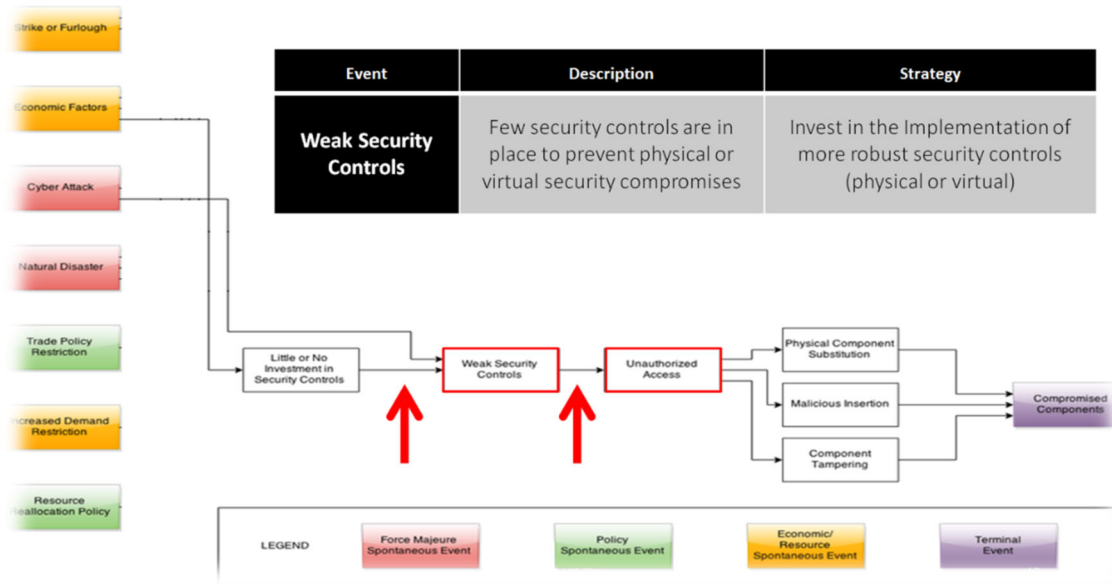 Strike or Furlough
Economic Factors
Cyber Attack
Natural Disaster
Trade Policy
Restriction
Increased Demand
Restriction
Resource
Reallocation Policy
Event
Description
Strategy
Weak Security
Controls
Few security controls are in
place to prevent physical or
virtual security compromises
Invest in the Implementation of
more robust security controls
(physical or virtual)
Little or No
Investment in
Security Controls
Weak Security
Controls
Unauthorized
Access
Physical Component
Substitution
Malicious Insertion
Component
Tampering
Compromised
Components
LEGEND
Force Majeure
Spontaneous Event
Policy
Spontaneous Event
Economic/
Resource
Spontaneous Event
Terminal
Event